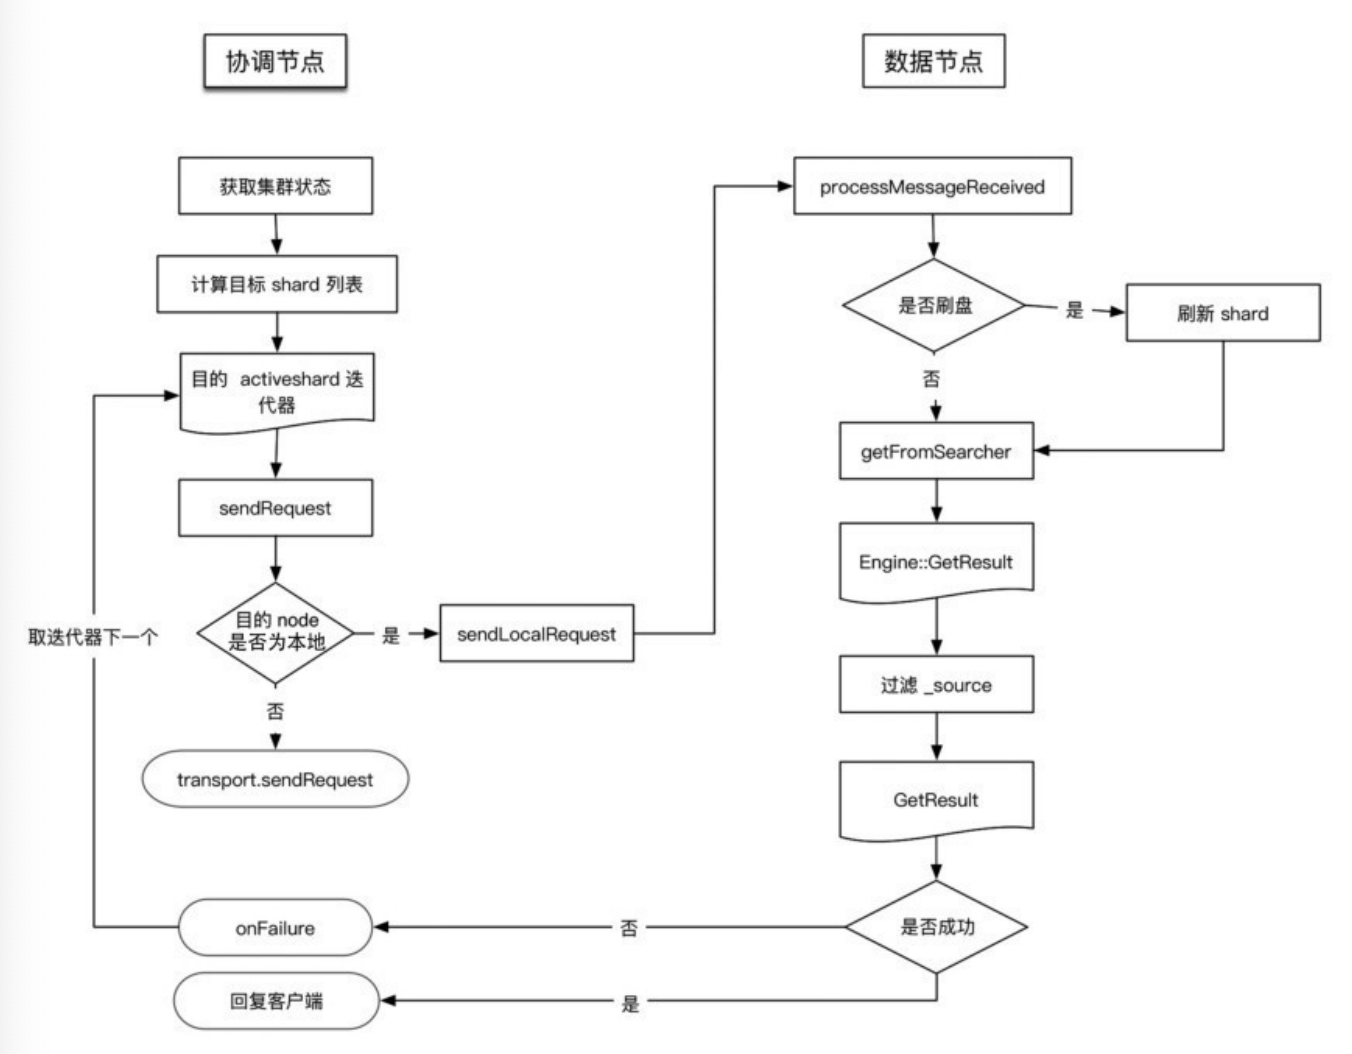 协调节点
数据节点
获取集群状态
计算目标 shard 列表
目的 activeshard 迭
代器
sendRequest
目的 node
是否为本地
是
sendLocalRequest
否
transport.sendRequest
取迭代器下一个
onFailure
回复客户端
processMessageReceived
是否刷盘
是
刷新 shard
否
getFromSearcher
Engine::GetResult
过滤 _source
GetResult
是否成功
否
是